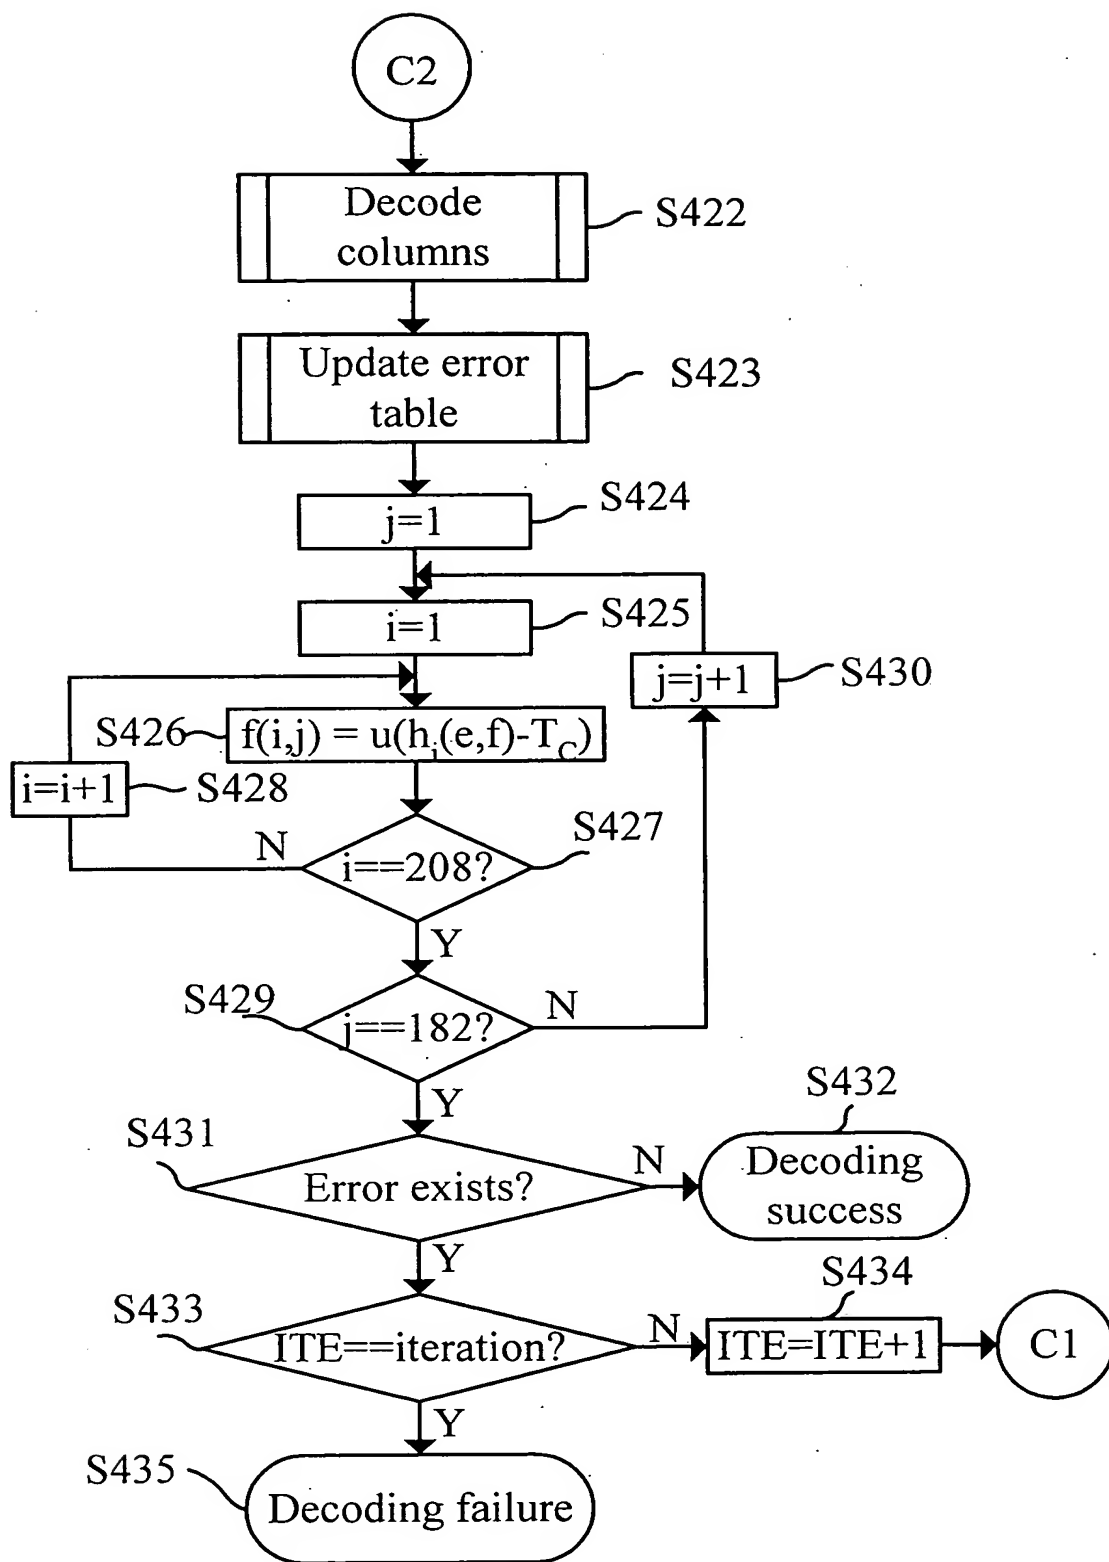 C2
Decode
columns
S422
Update error
table
S423
j=1
S424
i=1
S425
j=j+1
S430
S426
f(i,j) = u(h_i(e,f)-T_C)
i=i+1
S428
N
i==208?
S427
Y
S429
j==182?
N
Y
S431
Error exists?
N
S432
Decoding
success
Y
S433
ITE==iteration?
N
S434
ITE=ITE+1
C1
Y
S435
Decoding failure